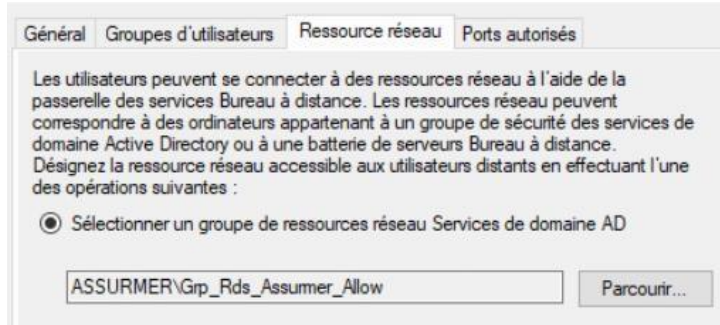 Général Groupes d'utilisateurs Ressource réseau Ports autorisés
Les utilisateurs peuvent se connecter à des ressources réseau à l'aide de la
passerelle des services Bureau à distance. Les ressources réseau peuvent
correspondre à des ordinateurs appartenant à un groupe de sécurité des services de
domaine Active Directory ou à une batterie de serveurs Bureau à distance.
Désignez la ressource réseau accessible aux utilisateurs distants en effectuant l'une
des opérations suivantes :
Sélectionner un groupe de ressources réseau Services de domaine AD
ASSURMER\Grp_Rds_Assurmer_Allow Parcourir...